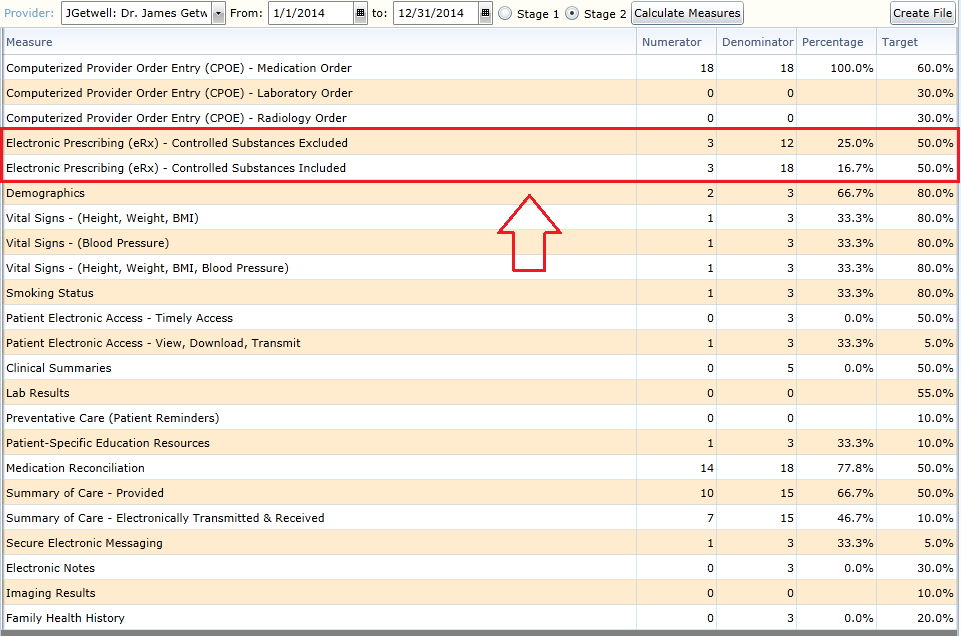 Provider: JGetwell: Dr. James Getw From: 1/1/2014 to: 12/31/2014 Stage 1 Stage 2 Calculate Measures Create File
Measure Numerator Denominator Percentage Target
Computerized Provider Order Entry (CPOE) - Medication Order 18 18 100.0% 60.0%
Computerized Provider Order Entry (CPOE) - Laboratory Order 0 0 30.0%
Computerized Provider Order Entry (CPOE) - Radiology Order 0 0 30.0%
Electronic Prescribing (eRx) - Controlled Substances Excluded 3 12 25.0% 50.0%
Electronic Prescribing (eRx) - Controlled Substances Included 3 18 16.7% 50.0%
Demographics 2 3 66.7% 80.0%
Vital Signs - (Height, Weight, BMI) 1 3 33.3% 80.0%
Vital Signs - (Blood Pressure) 1 3 33.3% 80.0%
Vital Signs - (Height, Weight, BMI, Blood Pressure) 1 3 33.3% 80.0%
Smoking Status 1 3 33.3% 80.0%
Patient Electronic Access - Timely Access 0 3 0.0% 50.0%
Patient Electronic Access - View, Download, Transmit 1 3 33.3% 5.0%
Clinical Summaries 0 5 0.0% 50.0%
Lab Results 0 0 55.0%
Preventative Care (Patient Reminders) 0 0 10.0%
Patient-Specific Education Resources 1 3 33.3% 10.0%
Medication Reconciliation 14 18 77.8% 50.0%
Summary of Care - Provided 10 15 66.7% 50.0%
Summary of Care - Electronically Transmitted & Received 7 15 46.7% 10.0%
Secure Electronic Messaging 1 3 33.3% 5.0%
Electronic Notes 0 3 0.0% 30.0%
Imaging Results 0 0 10.0%
Family Health History 0 3 0.0% 20.0%